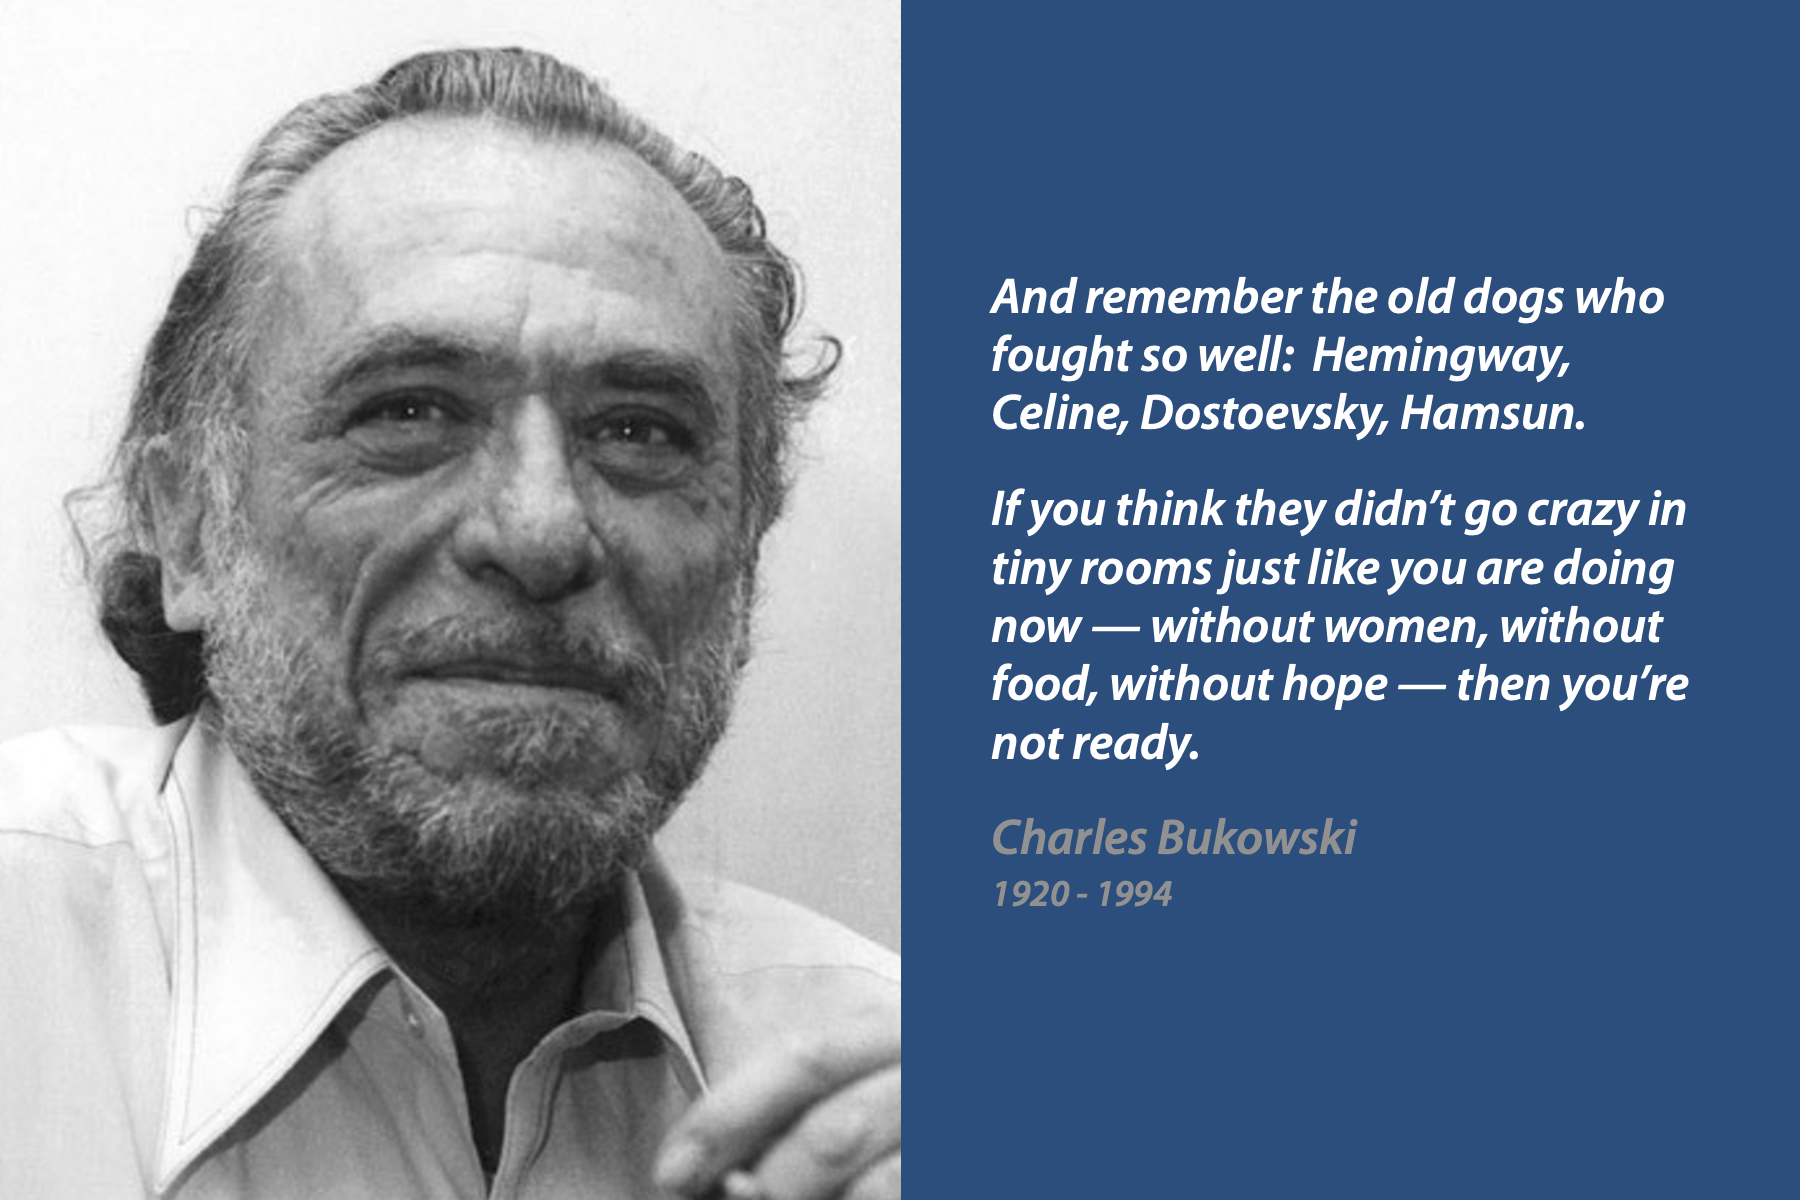 And remember the old dogs who
fought so well:  Hemingway,
Celine, Dostoevsky, Hamsun.
If you think they didn’t go crazy in
tiny rooms just like you are doing
now — without women, without
food, without hope — then you’re
not ready.
Charles Bukowski
1920 - 1994